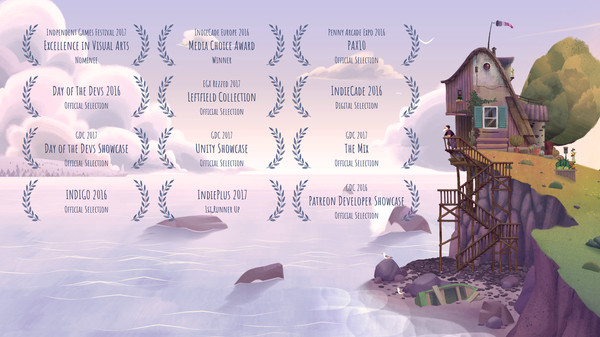 Independent Games Festival 2017
Excellence in Visual Arts
Nominee
IndieCade Europe 2016
Media Choice Award
Winner
Penny Arcade Expo 2016
PAX10
Official Selection
Day of the Devs 2016
Official Selection
EGX Rezzed 2016
Leftfield Collection
Official Selection
IndieCade 2016
Digital Selection
GDC 2017
Day of the Devs Showcase
Official Selection
GDC 2017
Unity Showcase
Official Selection
GDC 2017
The Mix
Official Selection
INDIGO 2016
Official Selection
IndiePlus 2017
Runner Up
GDC 2016
Patreon Developer Showcase
Official Selection